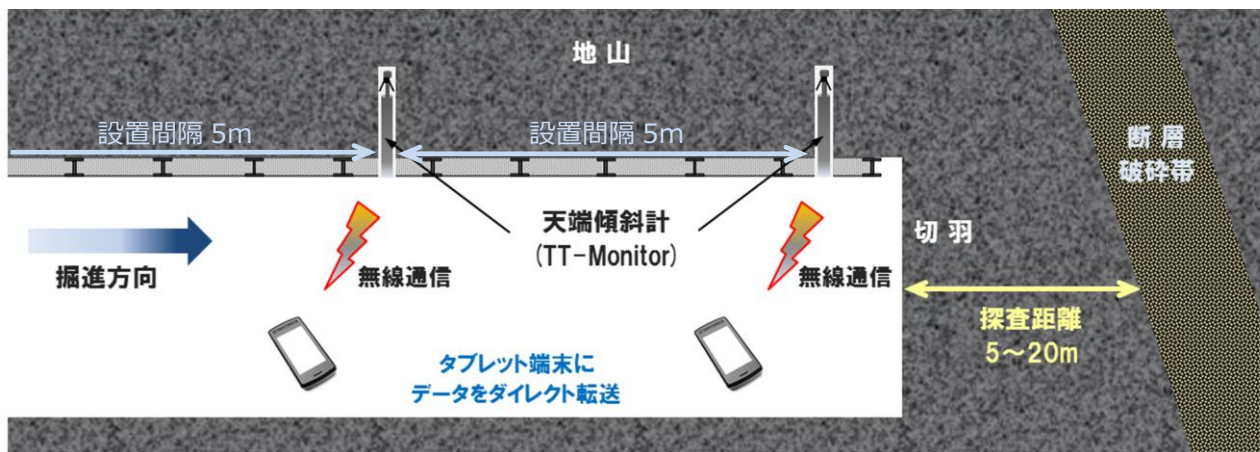 地 山
設置間隔 5m
設置間隔 5m
断 層
破砕帯
天端傾斜計
(TT-Monitor)
切 羽
掘進方向
無線通信
無線通信
探査距離
5～20m
タブレット端末に
データをダイレクト転送